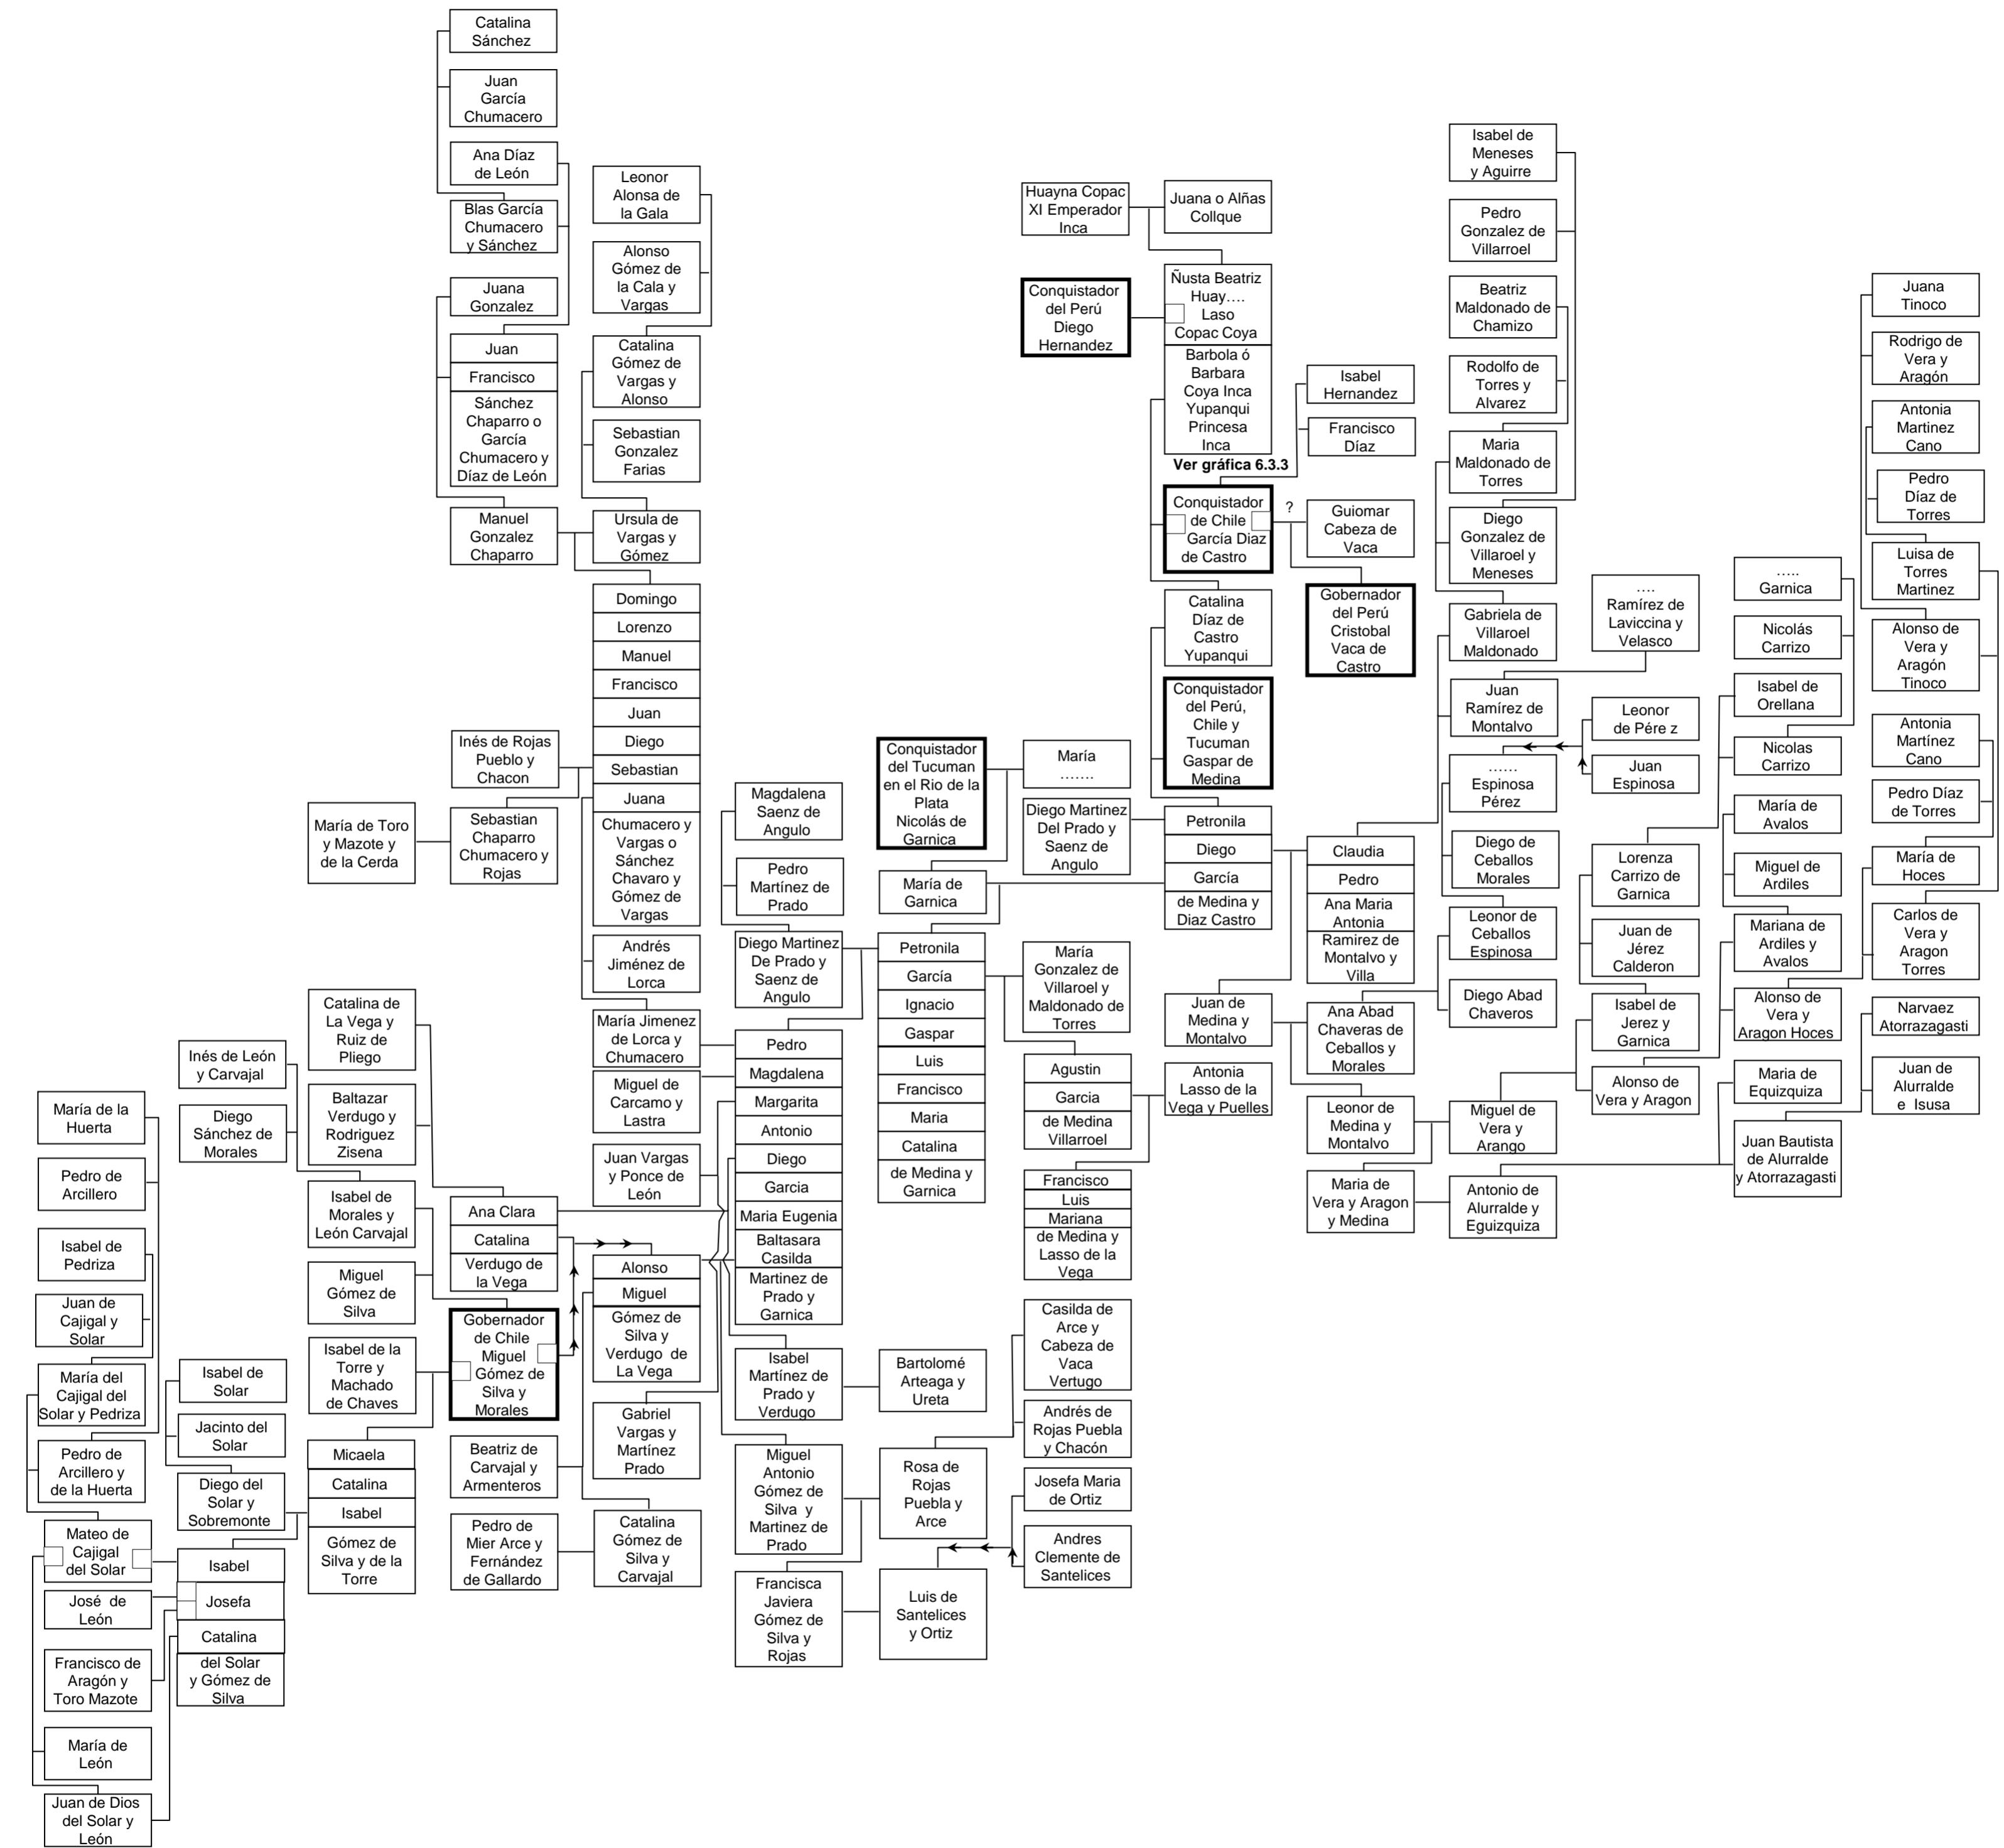 Catalina
Sánchez
Juan
García
Chumacero
Ana Díaz
de León
Blas García
Chumacero
y Sánchez
Juana
Gonzalez
Juan
Francisco
Sánchez
Chaparro o
García
Chumacero y
Díaz de León
Manuel
Gonzalez
Chaparro
Leonor
Alonsa de
la Gala
Alonso
Gómez de
la Cala y
Vargas
Catalina
Gómez de
Vargas y
Alonso
Sebastian
Gonzalez
Farias
Ursula de
Vargas y
Gómez
Domingo
Lorenzo
Manuel
Francisco
Juan
Diego
Sebastian
Juana
Chumacero y
Vargas o
Sánchez
Chavaro y
Gómez de
Vargas
Andrés
Jiménez de
Lorca
Inés de Rojas
Pueblo y
Chacon
María de Toro
y Mazote y
de la Cerda
Sebastian
Chaparro
Chumacero y
Rojas
María Jimenez
de Lorca y
Chumacero
Miguel de
Carcamo y
Lastra
Juan Vargas
y Ponce de
León
Magdalena
Saenz de
Angulo
Pedro
Martínez de
Prado
Diego Martinez
De Prado y
Saenz de
Angulo
Pedro
Magdalena
Margarita
Antonio
Diego
Garcia
Maria Eugenia
Baltasara
Casilda
Martinez de
Prado y
Garnica
Huayna Copac
XI Emperador
Inca
Juana o Alñas
Collque
Conquistador
del Perú
Diego
Hernandez
Ñusta Beatriz
Huay….
Laso
Copac Coya
Barbola ó
Barbara
Coya Inca
Yupanqui
Princesa
Inca
Ver gráfica 6.3.3
Isabel
Hernandez
Francisco
Díaz
Conquistador
de Chile
García Diaz
de Castro
?
Guiomar
Cabeza de
Vaca
Gobernador
del Perú
Cristobal
Vaca de
Castro
Catalina
Díaz de
Castro
Yupanqui
Conquistador
del Perú,
Chile y
Tucuman
Gaspar de
Medina
Conquistador
del Tucuman
en el Rio de la
Plata
Nicolás de
Garnica
María
…….
Diego Martinez
Del Prado y
Saenz de
Angulo
Petronila
Diego
García
de Medina y
Diaz Castro
María de
Garnica
Petronila
García
Ignacio
Gaspar
Luis
Francisco
Maria
Catalina
de Medina y
Garnica
María
Gonzalez de
Villaroel y
Maldonado de
Torres
Agustin
Garcia
de Medina
Villarroel
Antonia
Lasso de la
Vega y Puelles
Francisco
Luis
Mariana
de Medina y
Lasso de la
Vega
Claudia
Pedro
Ana Maria
Antonia
Ramirez de
Montalvo y
Villa
Juan de
Medina y
Montalvo
Ana Abad
Chaveras de
Ceballos y
Morales
Leonor de
Medina y
Montalvo
Miguel de
Vera y
Arango
Maria de
Vera y Aragon
y Medina
Antonio de
Alurralde y
Eguizquiza
Isabel de
Meneses
y Aguirre
Pedro
Gonzalez de
Villarroel
Beatriz
Maldonado de
Chamizo
Rodolfo de
Torres y
Alvarez
Maria
Maldonado de
Torres
Diego
Gonzalez de
Villaroel y
Meneses
Gabriela de
Villaroel
Maldonado
….
Ramírez de
Laviccina y
Velasco
Juan
Ramírez de
Montalvo
Leonor
de Pére z
Juan
Espinosa
……
Espinosa
Pérez
Diego de
Ceballos
Morales
Leonor de
Ceballos
Espinosa
Diego Abad
Chaveros
…..
Garnica
Nicolás
Carrizo
Isabel de
Orellana
Nicolas
Carrizo
María de
Avalos
Miguel de
Ardiles
Lorenza
Carrizo de
Garnica
Juan de
Jérez
Calderon
Isabel de
Jerez y
Garnica
Alonso de
Vera y Aragon
Mariana de
Ardiles y
Avalos
Alonso de
Vera y
Aragon Hoces
Maria de
Equizquiza
Juan Bautista
de Alurralde
y Atorrazagasti
Juana
Tinoco
Rodrigo de
Vera y
Aragón
Antonia
Martinez
Cano
Pedro
Díaz de
Torres
Luisa de
Torres
Martinez
Alonso de
Vera y
Aragón
Tinoco
Antonia
Martínez
Cano
Pedro Díaz
de Torres
María de
Hoces
Carlos de
Vera y
Aragon
Torres
Narvaez
Atorrazagasti
Juan de
Alurralde
e Isusa
Catalina de
La Vega y
Ruiz de
Pliego
Baltazar
Verdugo y
Rodriguez
Zisena
Inés de León
y Carvajal
Diego
Sánchez de
Morales
Isabel de
Morales y
León Carvajal
Miguel
Gómez de
Silva
Isabel de la
Torre y
Machado
de Chaves
Ana Clara
Catalina
Verdugo de
la Vega
Gobernador
de Chile
Miguel
Gómez de
Silva y
Morales
Alonso
Miguel
Gómez de
Silva y
Verdugo de
La Vega
Gabriel
Vargas y
Martínez
Prado
Beatriz de
Carvajal y
Armenteros
Pedro de
Mier Arce y
Fernández
de Gallardo
Catalina
Gómez de
Silva y
Carvajal
Isabel
Martínez de
Prado y
Verdugo
Bartolomé
Arteaga y
Ureta
Miguel
Antonio
Gómez de
Silva y
Martinez de
Prado
Rosa de
Rojas
Puebla y
Arce
Casilda de
Arce y
Cabeza de
Vaca
Vertugo
Andrés de
Rojas Puebla
y Chacón
Josefa Maria
de Ortiz
Andres
Clemente de
Santelices
Francisca
Javiera
Gómez de
Silva y
Rojas
Luis de
Santelices
y Ortiz
María de la
Huerta
Pedro de
Arcillero
Isabel de
Pedriza
Juan de
Cajigal y
Solar
María del
Cajigal del
Solar y Pedriza
Pedro de
Arcillero y
de la Huerta
Isabel de
Solar
Jacinto del
Solar
Diego del
Solar y
Sobremonte
Micaela
Catalina
Isabel
Gómez de
Silva y de la
Torre
Mateo de
Cajigal
del Solar
José de
León
Francisco de
Aragón y
Toro Mazote
María de
León
Juan de Dios
del Solar y
León
Isabel
Josefa
Catalina
del Solar
y Gómez de
Silva